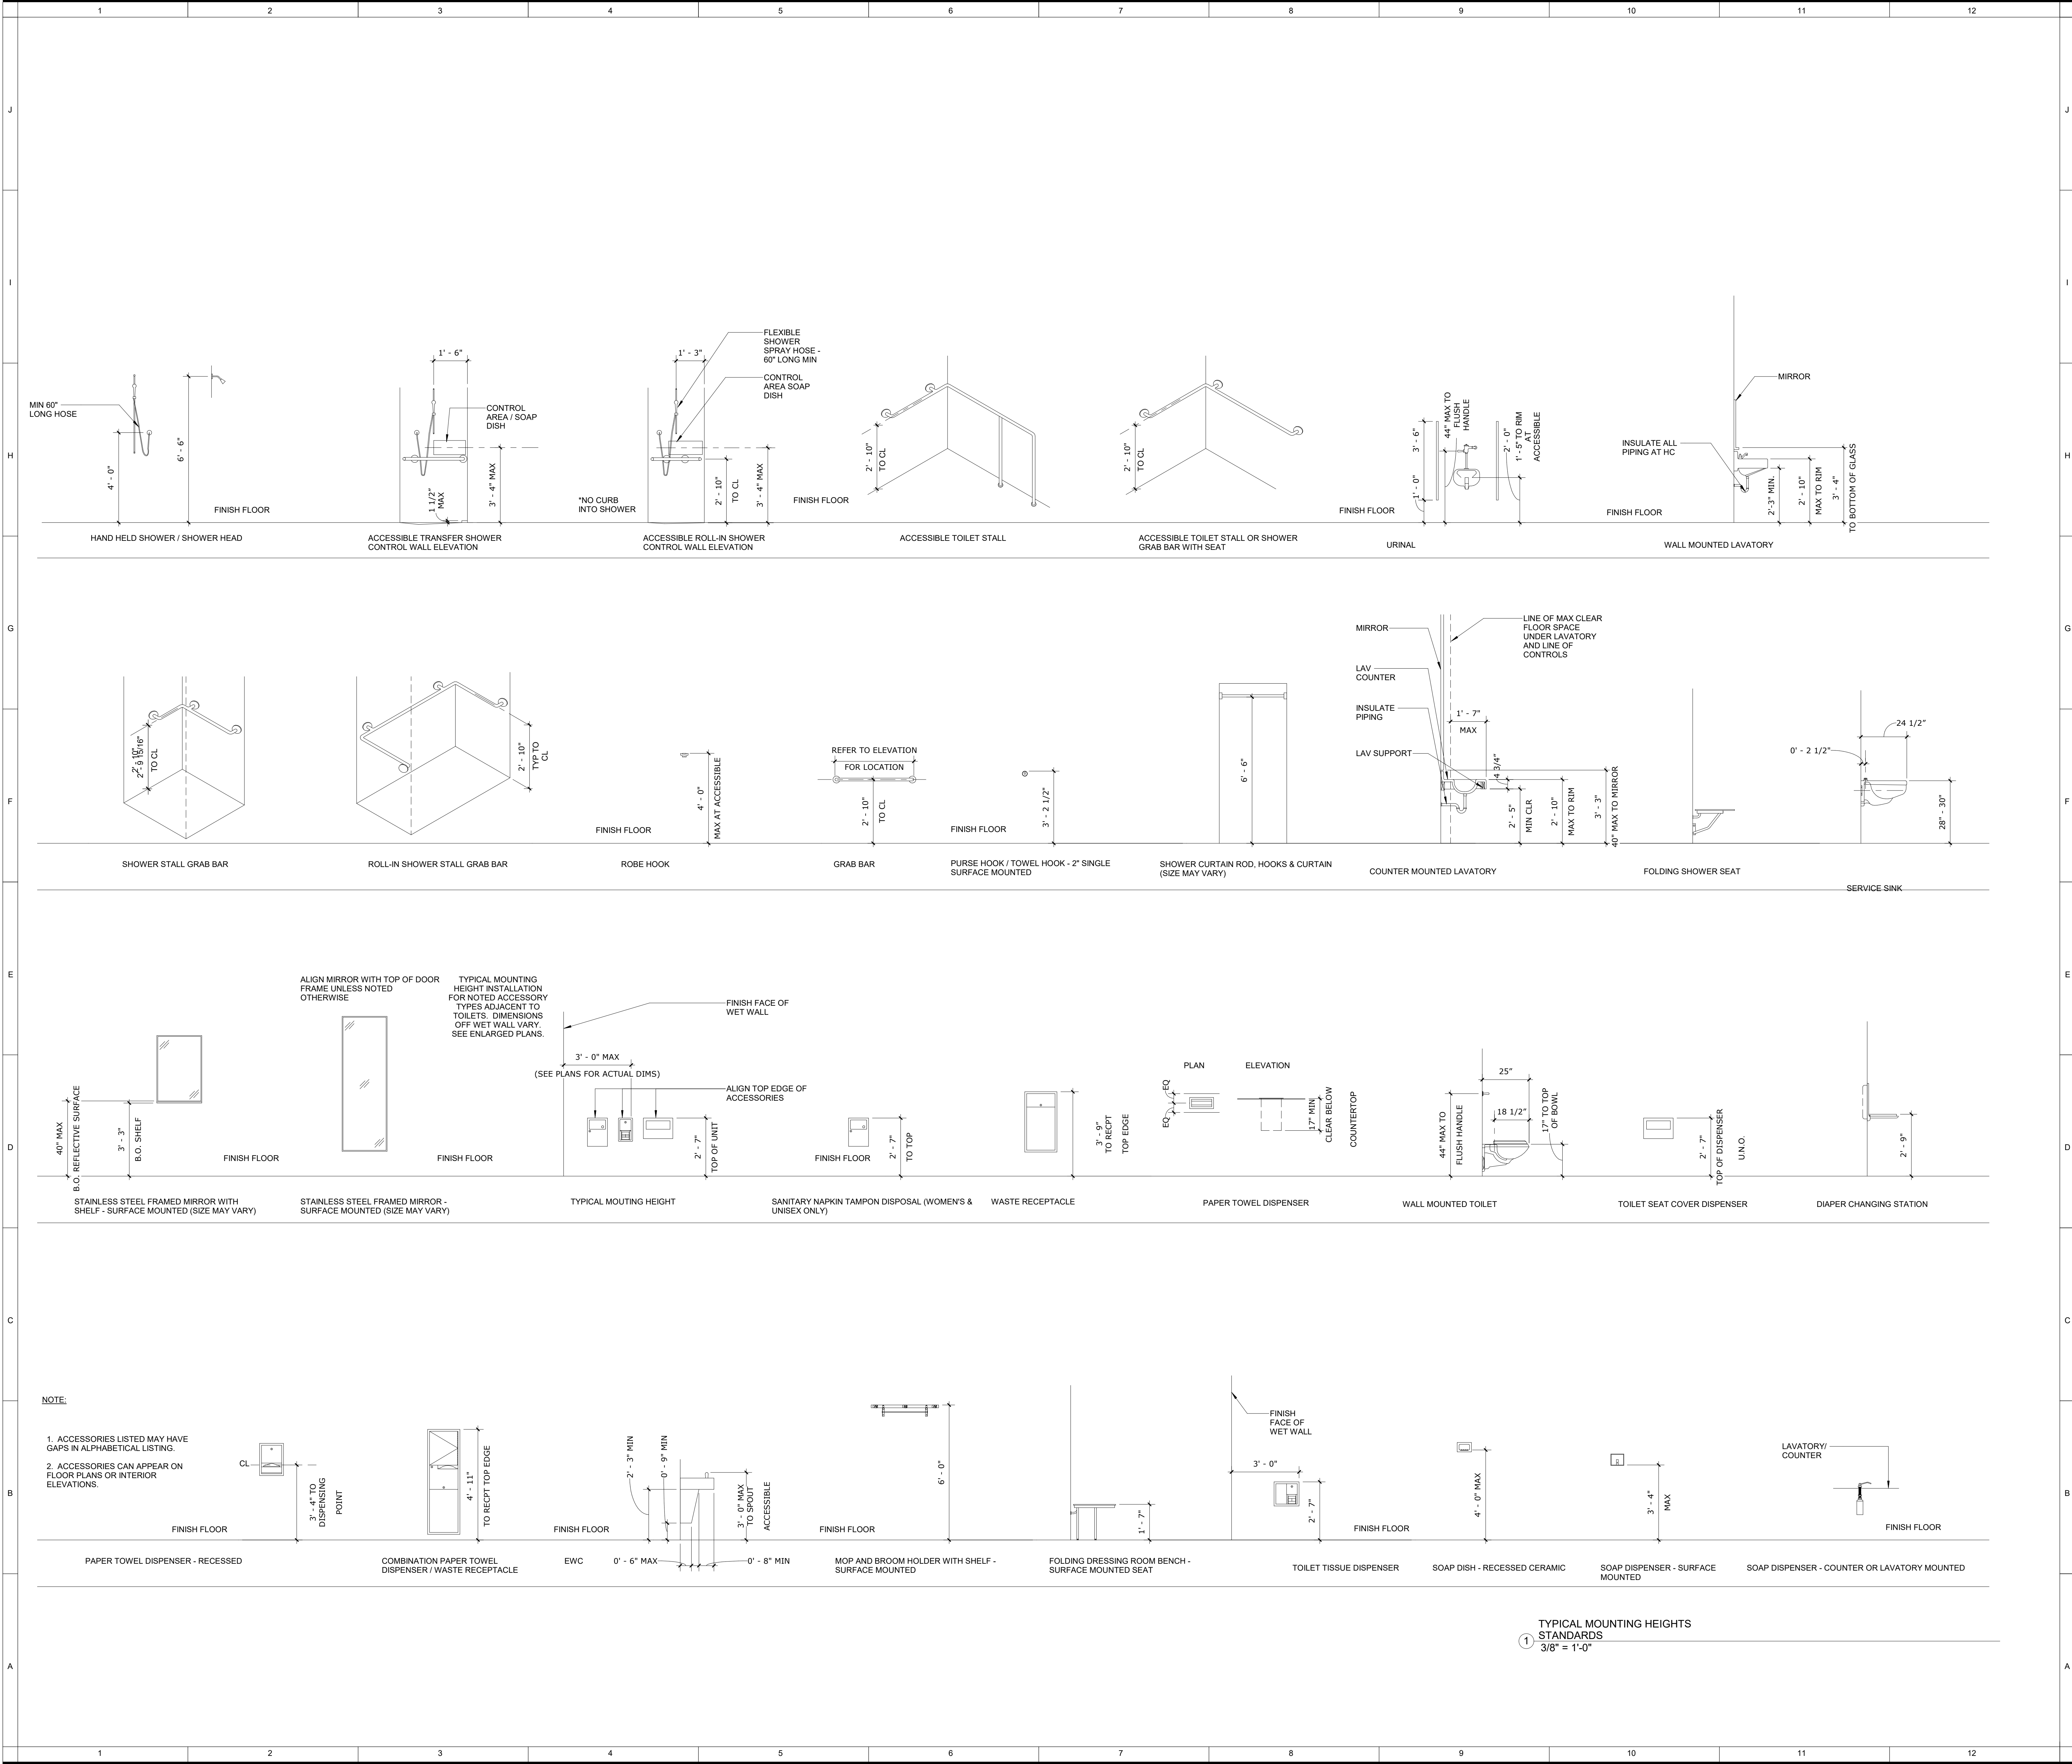 1 2 3 4 5 6 7 8 9 10 11 12
J
J
I
I
H
H
G
G
F
F
E
E
D
D
C
C
B
B
A
A
MIN 60"
LONG HOSE
4' - 0"
6' - 6"
FINISH FLOOR
HAND HELD SHOWER / SHOWER HEAD
1' - 6"
CONTROL
AREA / SOAP
DISH
1 1/2"
MAX
3' - 4" MAX
ACCESSIBLE TRANSFER SHOWER
CONTROL WALL ELEVATION
1' - 3"
FLEXIBLE
SHOWER
SPRAY HOSE -
60" LONG MIN
CONTROL
AREA SOAP
DISH
*NO CURB
INTO SHOWER
2' - 10"
TO CL
3' - 4" MAX
FINISH FLOOR
ACCESSIBLE ROLL-IN SHOWER
CONTROL WALL ELEVATION
2' - 10"
TO CL
ACCESSIBLE TOILET STALL
2' - 10"
TO CL
ACCESSIBLE TOILET STALL OR SHOWER
GRAB BAR WITH SEAT
FINISH FLOOR
3' - 6"
1' - 0"
44" MAX TO
FLUSH
HANDLE
2' - 0"
1' - 5" TO RIM
AT
ACCESSIBLE
URINAL
MIRROR
INSULATE ALL
PIPING AT HC
FINISH FLOOR
2'-3" MIN.
2' - 10"
MAX TO RIM
3' - 4"
TO BOTTOM OF GLASS
WALL MOUNTED LAVATORY
2' - 10"
2' - 9 15/16"
TO CL
SHOWER STALL GRAB BAR
2' - 10"
TYP TO
CL
ROLL-IN SHOWER STALL GRAB BAR
FINISH FLOOR
4' - 0"
MAX AT ACCESSIBLE
ROBE HOOK
REFER TO ELEVATION
FOR LOCATION
2' - 10"
TO CL
GRAB BAR
FINISH FLOOR
3' - 2 1/2"
PURSE HOOK / TOWEL HOOK - 2" SINGLE
SURFACE MOUNTED
6' - 6"
SHOWER CURTAIN ROD, HOOKS & CURTAIN
(SIZE MAY VARY)
MIRROR
LAV
COUNTER
INSULATE
PIPING
LAV SUPPORT
LINE OF MAX CLEAR
FLOOR SPACE
UNDER LAVATORY
AND LINE OF
CONTROLS
1' - 7"
MAX
4 3/4"
2' - 5"
MIN CLR
2' - 10"
MAX TO RIM
3' - 3"
40" MAX TO MIRROR
COUNTER MOUNTED LAVATORY
FOLDING SHOWER SEAT
24 1/2"
0' - 2 1/2"
28" - 30"
SERVICE SINK
40" MAX
B.O. REFLECTIVE SURFACE
3' - 3"
B.O. SHELF
FINISH FLOOR
STAINLESS STEEL FRAMED MIRROR WITH
SHELF - SURFACE MOUNTED (SIZE MAY VARY)
ALIGN MIRROR WITH TOP OF DOOR
FRAME UNLESS NOTED
OTHERWISE
FINISH FLOOR
STAINLESS STEEL FRAMED MIRROR -
SURFACE MOUNTED (SIZE MAY VARY)
TYPICAL MOUNTING
HEIGHT INSTALLATION
FOR NOTED ACCESSORY
TYPES ADJACENT TO
TOILETS. DIMENSIONS
OFF WET WALL VARY.
SEE ENLARGED PLANS.
FINISH FACE OF
WET WALL
3' - 0" MAX
(SEE PLANS FOR ACTUAL DIMS)
ALIGN TOP EDGE OF
ACCESSORIES
2' - 7"
TOP OF UNIT
TYPICAL MOUTING HEIGHT
FINISH FLOOR
2' - 7"
TO TOP
SANITARY NAPKIN TAMPON DISPOSAL (WOMEN'S &
UNISEX ONLY)
3' - 9"
TO RECPT
TOP EDGE
WASTE RECEPTACLE
PLAN
ELEVATION
EQ
EQ
17" MIN
CLEAR BELOW
COUNTERTOP
PAPER TOWEL DISPENSER
44" MAX TO
FLUSH HANDLE
25"
18 1/2"
17" TO TOP
OF BOWL
WALL MOUNTED TOILET
2' - 7"
TOP OF DISPENSER
U.N.O.
TOILET SEAT COVER DISPENSER
2' - 9"
DIAPER CHANGING STATION
NOTE:
1. ACCESSORIES LISTED MAY HAVE
GAPS IN ALPHABETICAL LISTING.
2. ACCESSORIES CAN APPEAR ON
FLOOR PLANS OR INTERIOR
ELEVATIONS.
CL
3' - 4" TO
DISPENSING
POINT
FINISH FLOOR
PAPER TOWEL DISPENSER - RECESSED
4' - 11"
TO RECPT TOP EDGE
COMBINATION PAPER TOWEL
DISPENSER / WASTE RECEPTACLE
FINISH FLOOR
2' - 3" MIN
0' - 9" MIN
3' - 0" MAX
TO SPOUT
ACCESSIBLE
EWC
0' - 6" MAX
0' - 8" MIN
FINISH FLOOR
6' - 0"
MOP AND BROOM HOLDER WITH SHELF -
SURFACE MOUNTED
1' - 7"
FOLDING DRESSING ROOM BENCH -
SURFACE MOUNTED SEAT
FINISH
FACE OF
WET WALL
3' - 0"
2' - 7"
TOILET TISSUE DISPENSER
FINISH FLOOR
4' - 0" MAX
SOAP DISH - RECESSED CERAMIC
3' - 4"
MAX
SOAP DISPENSER - SURFACE
MOUNTED
LAVATORY/
COUNTER
FINISH FLOOR
SOAP DISPENSER - COUNTER OR LAVATORY MOUNTED
1
TYPICAL MOUNTING HEIGHTS
STANDARDS
3/8" = 1'-0"
1 2 3 4 5 6 7 8 9 10 11 12